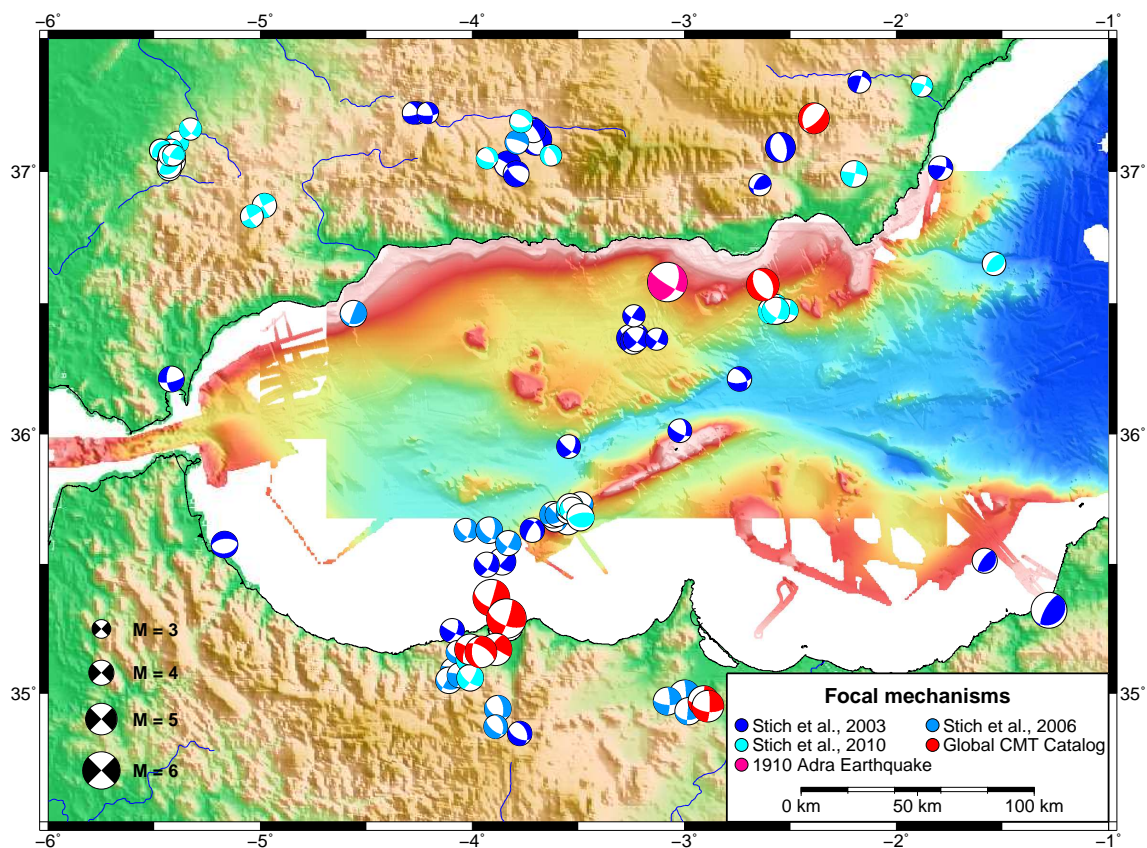 −6˚ −5˚ −4˚ −3˚ −2˚ −1˚
37˚ 37˚
36˚ 36˚
35˚ 35˚
M = 3
M = 4
M = 5
M = 6
Focal mechanisms
Stich et al., 2003 Stich et al., 2006
Stich et al., 2010 Global CMT Catalog
1910 Adra Earthquake
0 km 50 km 100 km
−6˚ −5˚ −4˚ −3˚ −2˚ −1˚